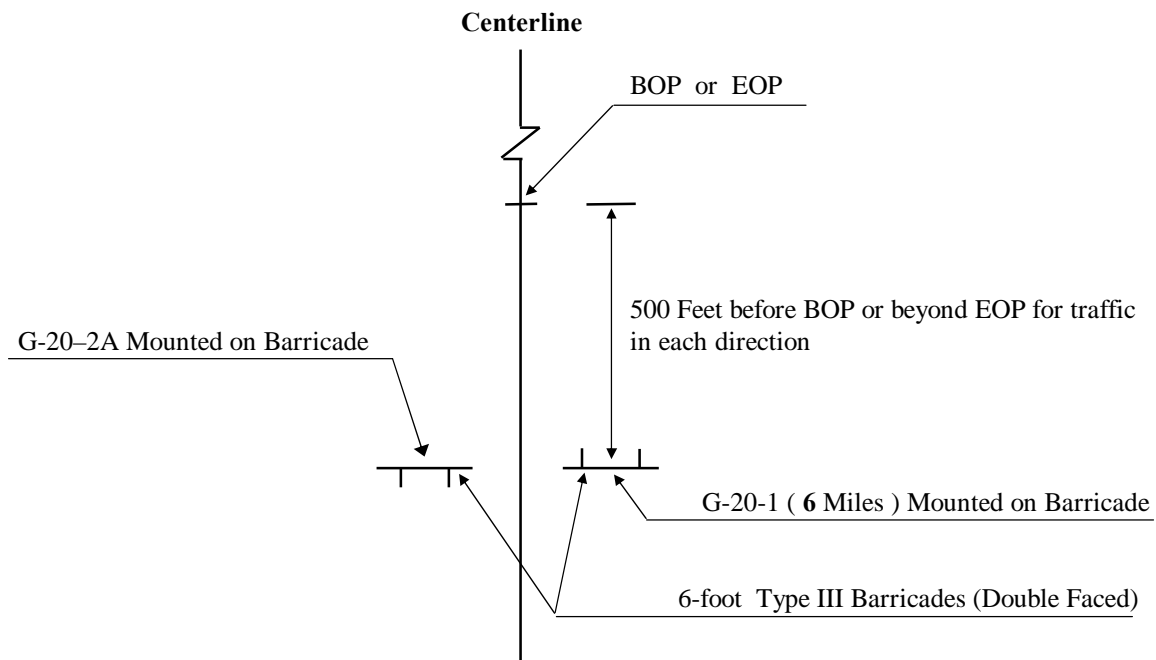 Centerline
BOP or EOP
500 Feet before BOP or beyond EOP for traffic
in each direction
G-20–2A Mounted on Barricade
G-20-1 ( 6 Miles ) Mounted on Barricade
6-foot Type III Barricades (Double Faced)